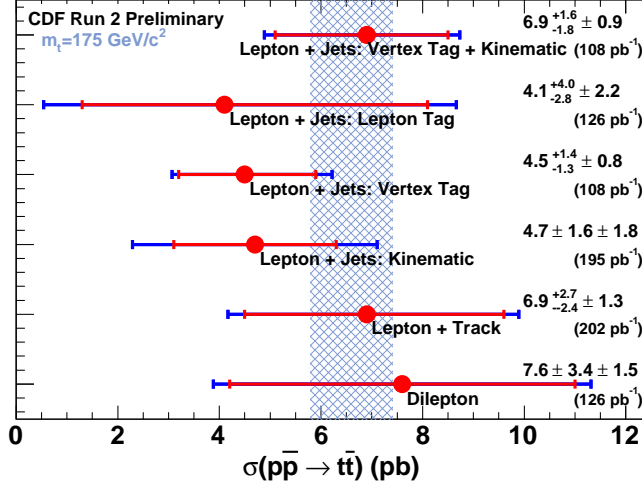 CDF Run 2 Preliminary
m_t=175 GeV/c^2
6.9 ^{+1.6}_{-1.8} ± 0.9
Lepton + Jets: Vertex Tag + Kinematic (108 pb^{-1})
4.1 ^{+4.0}_{-2.8} ± 2.2
Lepton + Jets: Lepton Tag (126 pb^{-1})
4.5 ^{+1.4}_{-1.3} ± 0.8
Lepton + Jets: Vertex Tag (108 pb^{-1})
4.7 ± 1.6 ± 1.8
Lepton + Jets: Kinematic (195 pb^{-1})
6.9 ^{+2.7}_{--2.4} ± 1.3
Lepton + Track (202 pb^{-1})
7.6 ± 3.4 ± 1.5
Dilepton (126 pb^{-1})
0 2 4 6 8 10 12
σ(pp̅ → tt̅) (pb)